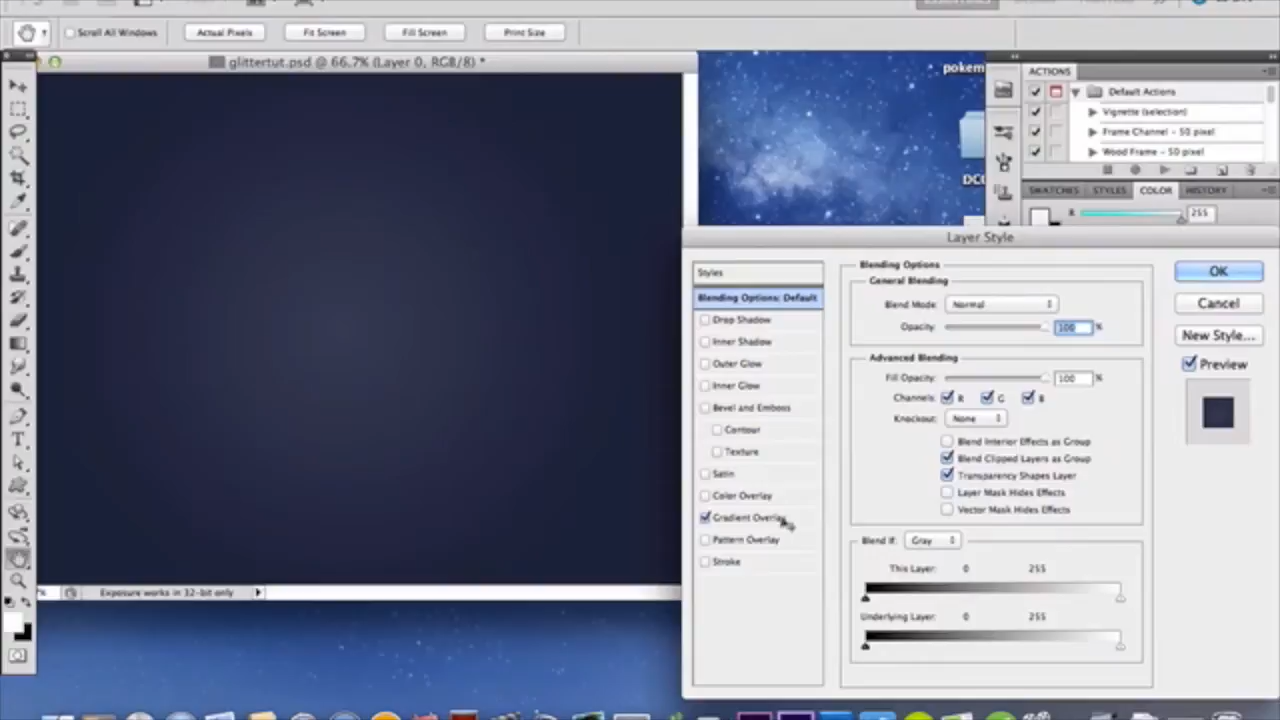 Scroll All Windows
Actual Pixels
Fit Screen
Fill Screen
Print Size
glittertut.psd @ 66.7% (Layer 0, RGB/8) *
pokem
DC
ACTIONS
Default Actions
Vignette (selection)
Frame Channel - 50 pixel
Wood Frame - 50 pixel
SWATCHES
STYLES
COLOR
HISTORY
R
255
Layer Style
Styles
Blending Options: Default
Drop Shadow
Inner Shadow
Outer Glow
Inner Glow
Bevel and Emboss
Contour
Texture
Satin
Color Overlay
Gradient Overlay
Pattern Overlay
Stroke
Blending Options
General Blending
Blend Mode: Normal
Opacity: 100 %
Advanced Blending
Fill Opacity: 100 %
Channels: R G B
Knockout: None
Blend Interior Effects as Group
Blend Clipped Layers as Group
Transparency Shapes Layer
Layer Mask Hides Effects
Vector Mask Hides Effects
Blend If: Gray
This Layer: 0 255
Underlying Layer: 0 255
OK
Cancel
New Style...
Preview
% Exposure works in 32-bit only